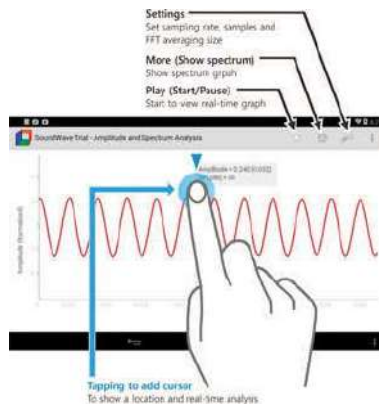 Settings
Set sampling rate, samples and
FFT averaging size
More (Show spectrum)
Show spectrum graph
Play (Start/Pause)
Start to view real-time graph
SoundWave Trial - Amplitude and Spectrum Analysis
Amplitude (Normalized)
Tapping to add cursor
To show a location and real-time analysis